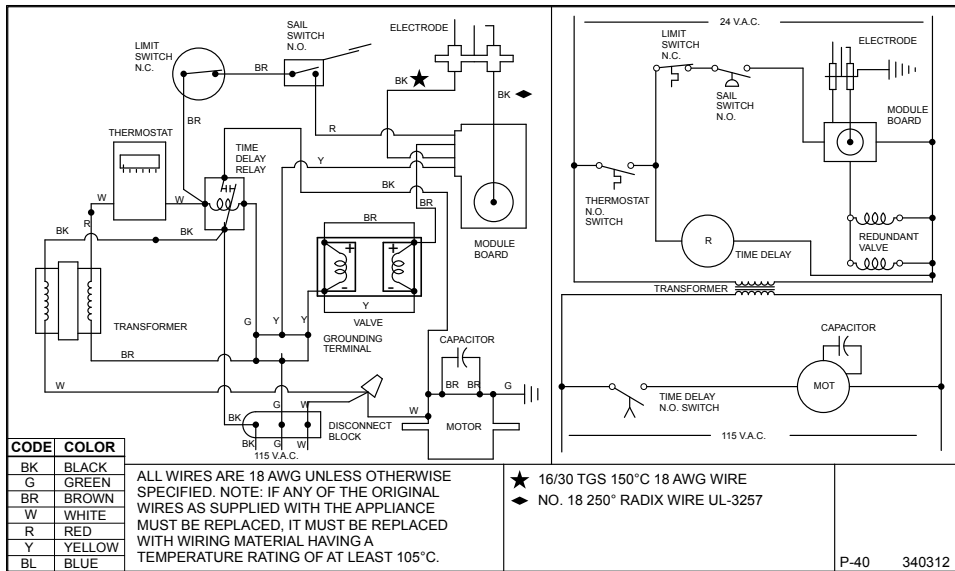 LIMIT
SWITCH
N.C.
SAIL
SWITCH
N.O.
ELECTRODE
BR
BK ★
BK ◆
BR
THERMOSTAT
TIME
DELAY
RELAY
R
Y
BK
W
W
R
BK
BK
BR
BR
MODULE
BOARD
+
+
-
-
Y
VALVE
TRANSFORMER
G
Y
Y
GROUNDING
TERMINAL
BR
CAPACITOR
BR
BR
G
W
G
W
W
BK
DISCONNECT
BLOCK
MOTOR
BK
G
W
115 V.A.C.
24 V.A.C.
LIMIT
SWITCH
N.C.
ELECTRODE
SAIL
SWITCH
N.O.
MODULE
BOARD
THERMOSTAT
N.O.
SWITCH
R
TIME DELAY
REDUNDANT
VALVE
TRANSFORMER
CAPACITOR
MOT
TIME DELAY
N.O. SWITCH
115 V.A.C.
CODE COLOR
BK BLACK
G GREEN
BR BROWN
W WHITE
R RED
Y YELLOW
BL BLUE
ALL WIRES ARE 18 AWG UNLESS OTHERWISE
SPECIFIED. NOTE: IF ANY OF THE ORIGINAL
WIRES AS SUPPLIED WITH THE APPLIANCE
MUST BE REPLACED, IT MUST BE REPLACED
WITH WIRING MATERIAL HAVING A
TEMPERATURE RATING OF AT LEAST 105°C.
★ 16/30 TGS 150°C 18 AWG WIRE
◆ NO. 18 250° RADIX WIRE UL-3257
P-40 340312